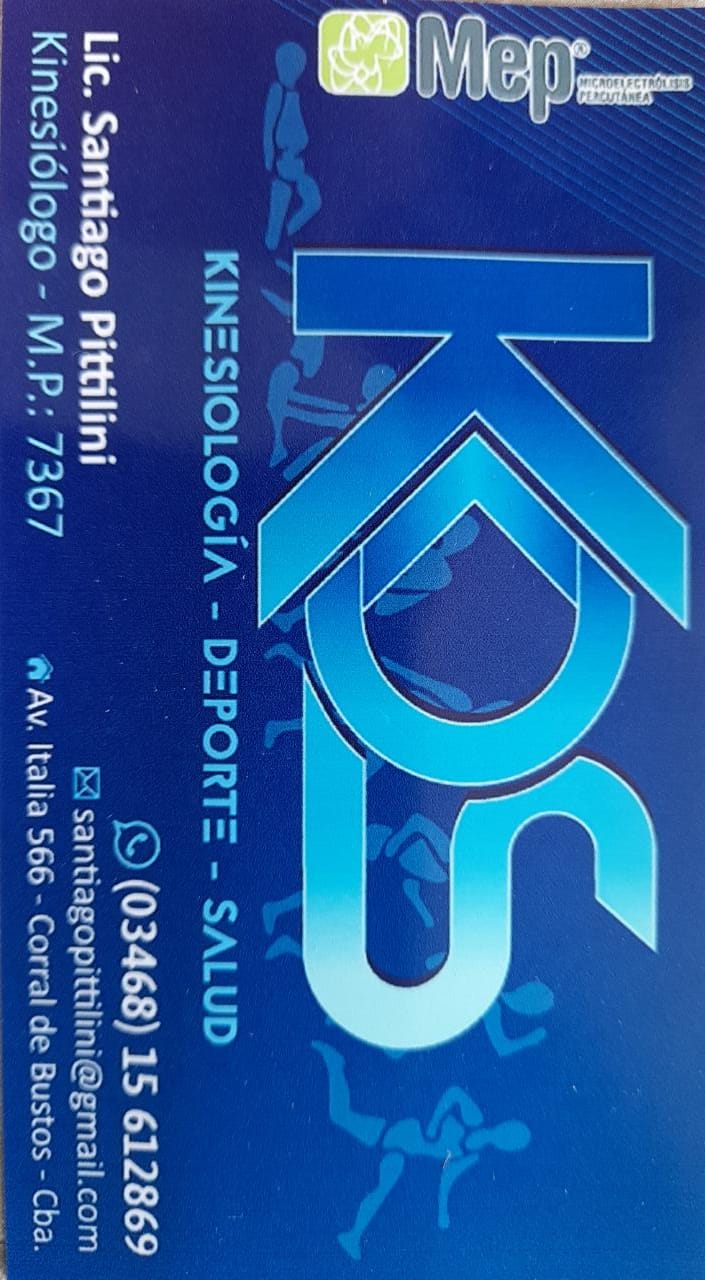 Mep®
MICROELECTRÓLISIS
PERCUTÁNEA
KDS
KINESIOLOGÍA - DEPORTE - SALUD
Lic. Santiago Pittilini
Kinesiólogo - M.P.: 7367
(03468) 15 612869
santiagopittilini@gmail.com
Av. Italia 566 - Corral de Bustos - Cba.